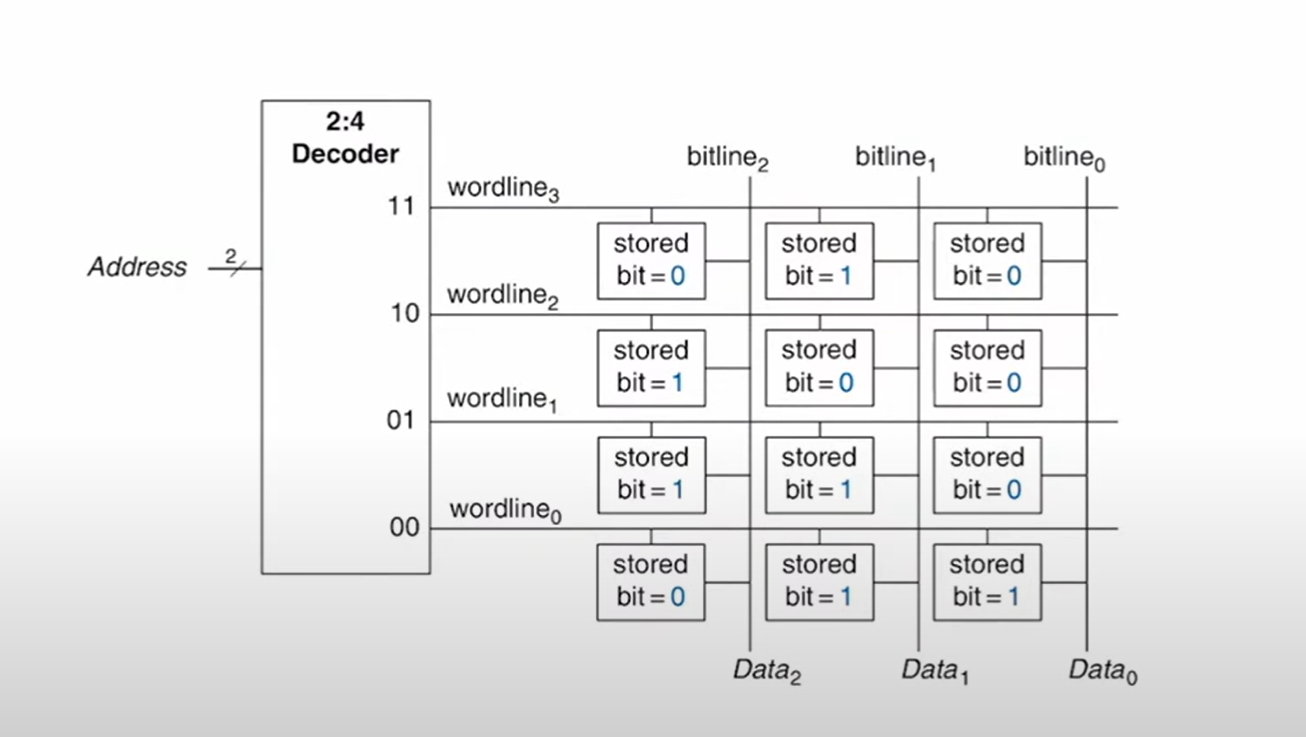 2:4
Decoder
bitline₂ bitline₁ bitline₀
wordline₃
11
stored stored stored
bit = 0 bit = 1 bit = 0
Address 2
wordline₂
10
stored stored stored
bit = 1 bit = 0 bit = 0
wordline₁
01
stored stored stored
bit = 1 bit = 1 bit = 0
wordline₀
00
stored stored stored
bit = 0 bit = 1 bit = 1
Data₂ Data₁ Data₀